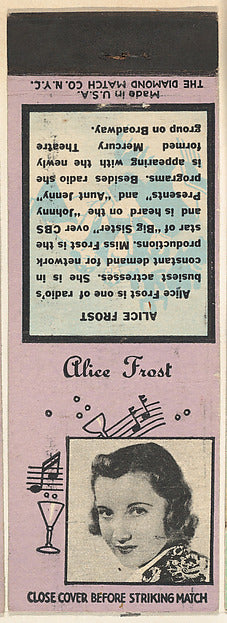 Made in U.S.A.
THE DIAMOND MATCH CO. N.Y.C.
ALICE FROST
Alice Frost is one of radio's
busiest actresses. She is in
constant demand for network
productions. Miss Frost is the
star of "Big Sister" over CBS
and is heard on the "Johnny
Presents" and "Aunt Jenny"
programs. Besides radio she
is appearing with the newly
formed Mercury Theatre
group on Broadway.
Alice Frost
CLOSE COVER BEFORE STRIKING MATCH